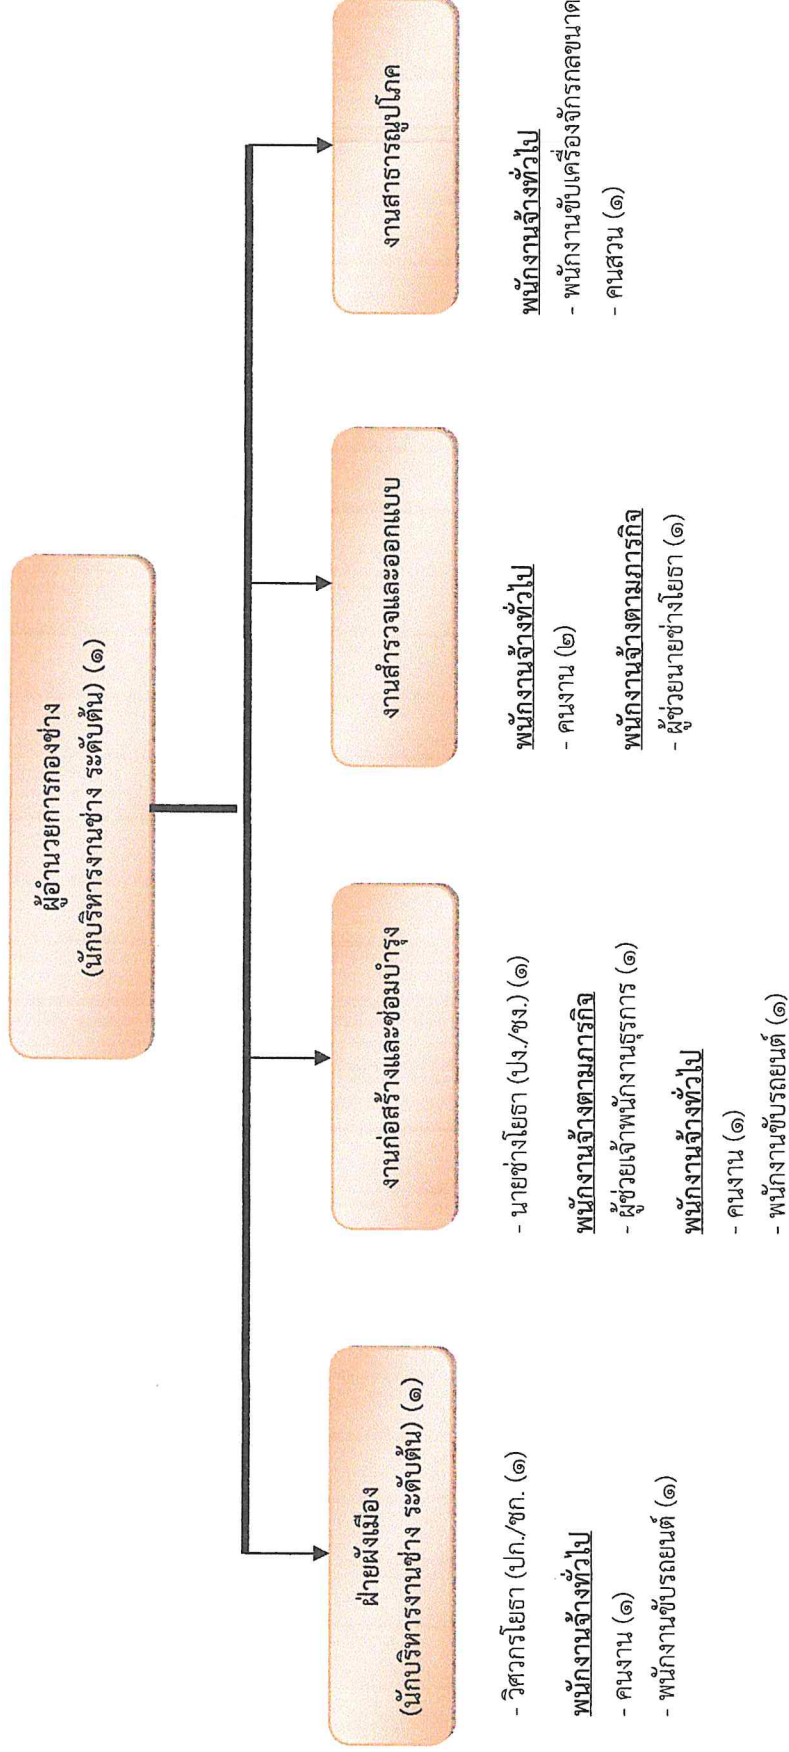 ผู้อำนวยการกองช่าง
(นักบริหารงานช่าง ระดับต้น) (๑)
ฝ่ายผังเมือง
(นักบริหารงานช่าง ระดับต้น) (๑)
- วิศวกรโยธา (ปก./ชก. (๑)
พนักงานจ้างทั่วไป
- คนงาน (๑)
- พนักงานขับรถยนต์ (๑)
งานก่อสร้างและซ่อมบำรุง
- นายช่างโยธา (ปง./ชง.) (๑)
พนักงานจ้างตามภารกิจ
- ผู้ช่วยเจ้าพนักงานธุรการ (๑)
พนักงานจ้างทั่วไป
- คนงาน (๑)
- พนักงานขับรถยนต์ (๑)
งานสำรวจและออกแบบ
พนักงานจ้างทั่วไป
- คนงาน (๒)
พนักงานจ้างตามภารกิจ
- ผู้ช่วยนายช่างโยธา (๑)
งานสาธารณูปโภค
พนักงานจ้างทั่วไป
- พนักงานขับเครื่องจักรกลขนาด
- คนสวน (๑)